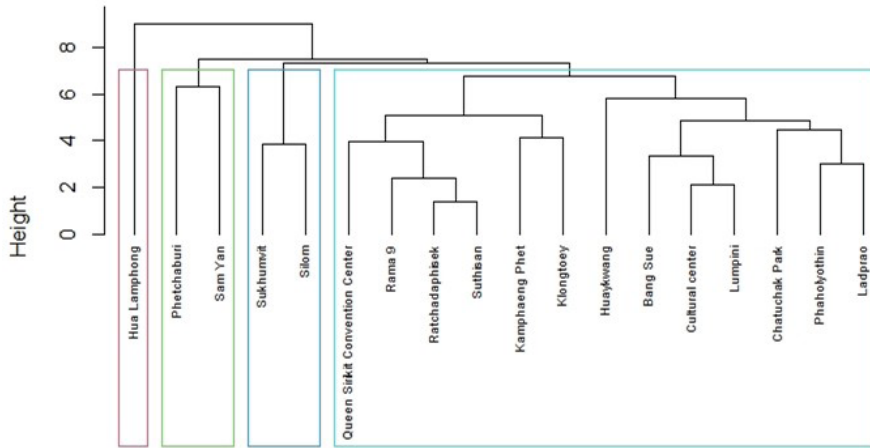 Height
0 2 4 6 8
Hua Lamphong
Phetchaburi
Sam Yan
Sukhumvit
Silom
Queen Sirikit Convention Center
Rama 9
Ratchadaphisek
Suthisan
Kamphaeng Phet
Klongtoey
Huaykwang
Bang Sue
Cultural center
Lumpini
Chatuchak Park
Phaholyothin
Ladprao